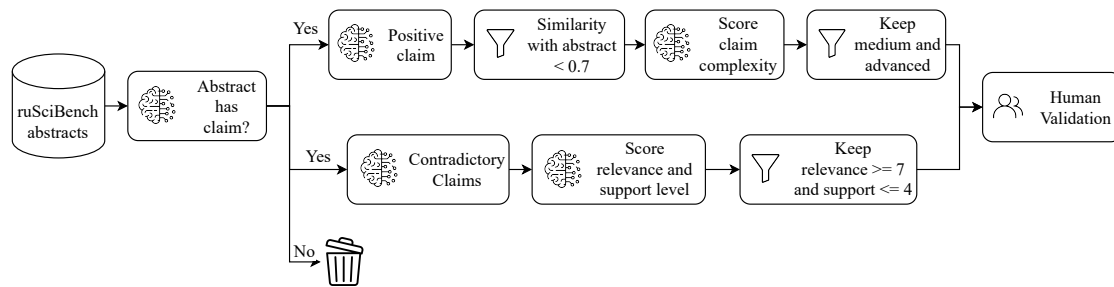 ruSciBench
abstracts
Abstract
has
claim?
Yes
Positive
claim
Similarity
with abstract
< 0.7
Score
claim
complexity
Keep
medium and
advanced
Yes
Contradictory
Claims
Score
relevance and
support level
Keep
relevance >= 7
and support <= 4
Human
Validation
No